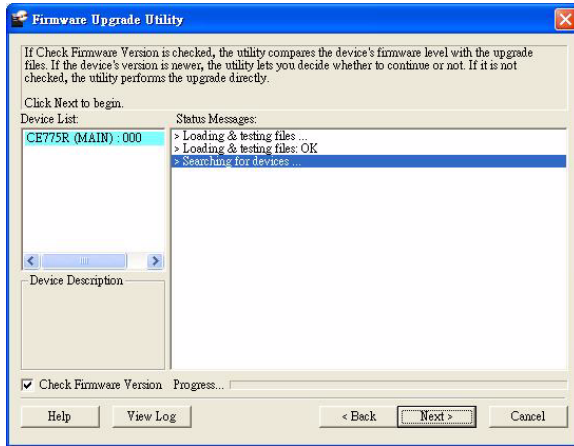 Firmware Upgrade Utility
If Check Firmware Version is checked, the utility compares the device's firmware level with the upgrade
files. If the device's version is newer, the utility lets you decide whether to continue or not. If it is not
checked, the utility performs the upgrade directly.
Click Next to begin.
Device List:
Status Messages:
CE775R (MAIN) : 000
> Loading & testing files ...
> Loading & testing files: OK
> Searching for devices ...
Device Description
Check Firmware Version
Progress...
Help
View Log
< Back
Next >
Cancel